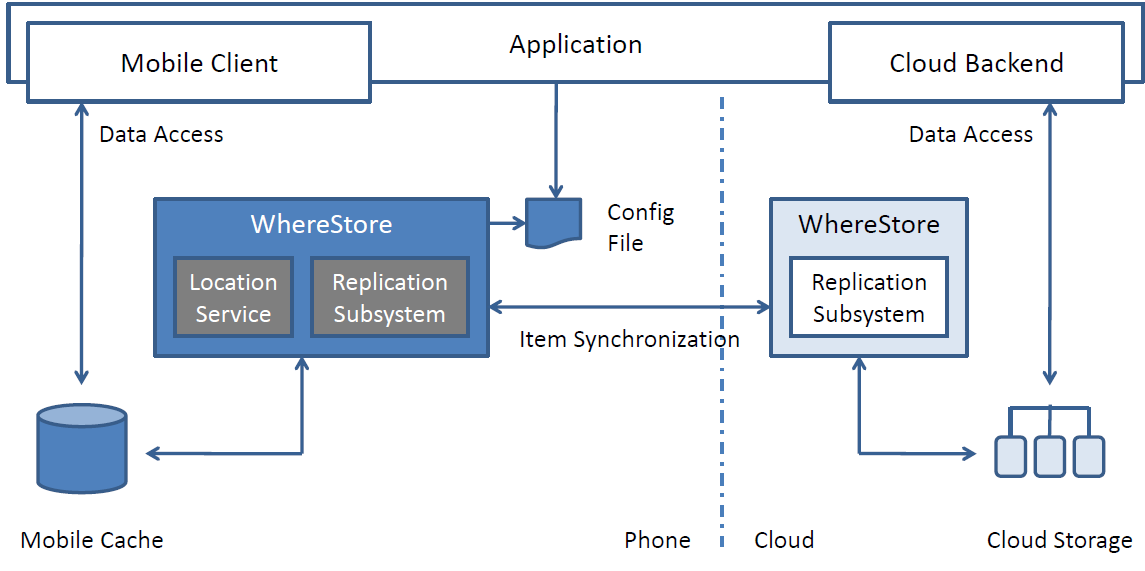 Application
Mobile Client
Cloud Backend
Data Access
Data Access
WhereStore
Location
Service
Replication
Subsystem
Config
File
WhereStore
Replication
Subsystem
Item Synchronization
Mobile Cache
Phone
Cloud
Cloud Storage